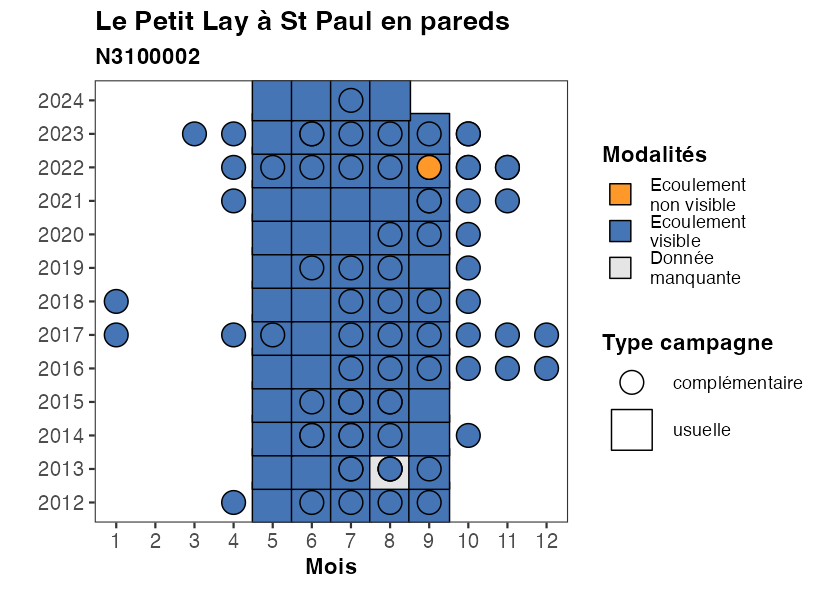 Le Petit Lay à St Paul en pareds
N3100002
2024
2023
2022
2021
2020
2019
2018
2017
2016
2015
2014
2013
2012
1 2 3 4 5 6 7 8 9 10 11 12
Mois
Modalités
Ecoulement
non visible
Ecoulement
visible
Donnée
manquante
Type campagne
complémentaire
usuelle